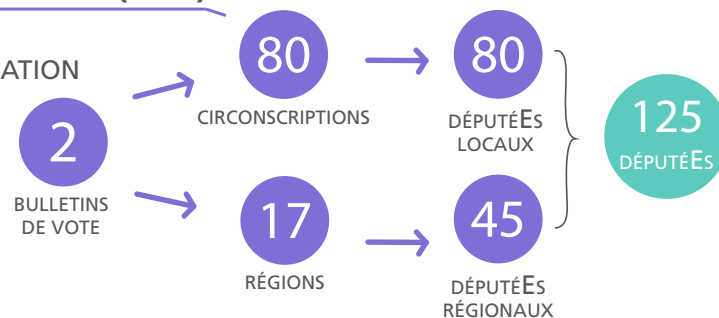 ATION
2
BULLETINS
DE VOTE
80
CIRCONSCRIPTIONS
80
DÉPUTÉEs
LOCAUX
17
RÉGIONS
45
DÉPUTÉEs
RÉGIONAUX
125
DÉPUTÉEs